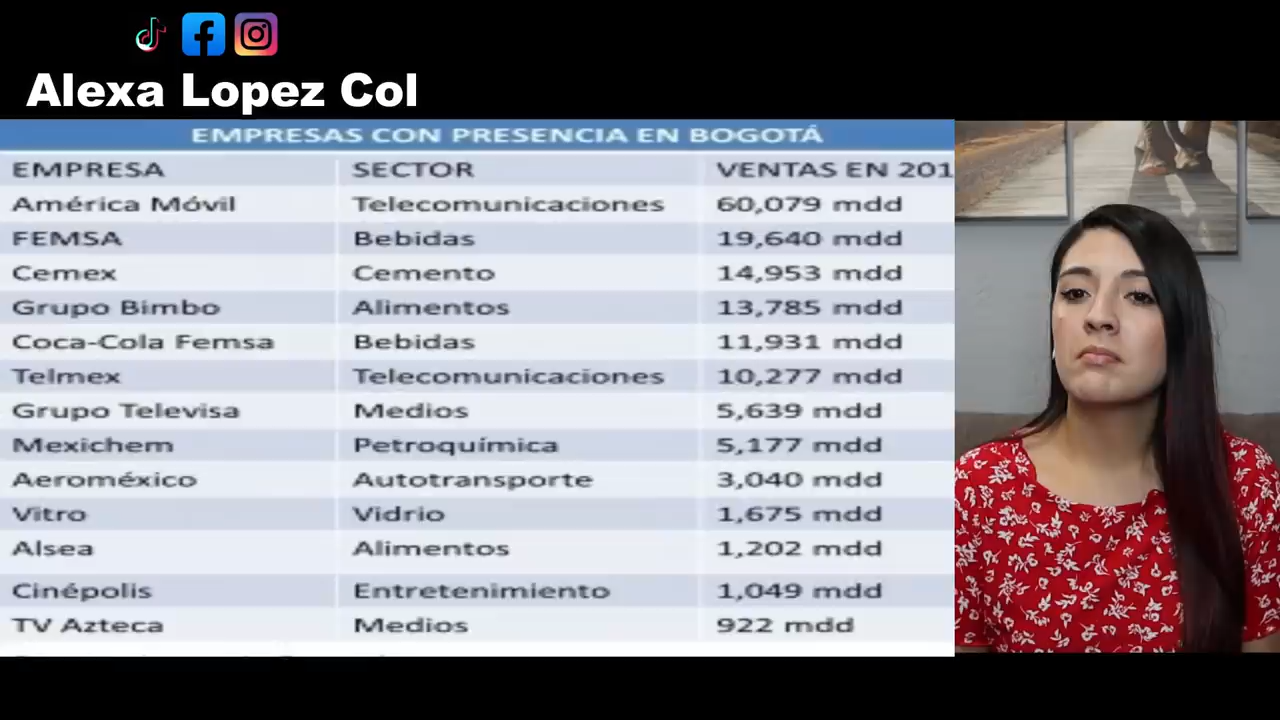 Alexa Lopez Col
EMPRESAS CON PRESENCIA EN BOGOTÁ
EMPRESA SECTOR VENTAS EN 201
América Móvil Telecomunicaciones 60,079 mdd
FEMSA Bebidas 19,640 mdd
Cemex Cemento 14,953 mdd
Grupo Bimbo Alimentos 13,785 mdd
Coca-Cola Femsa Bebidas 11,931 mdd
Telmex Telecomunicaciones 10,277 mdd
Grupo Televisa Medios 5,639 mdd
Mexichem Petroquímica 5,177 mdd
Aeroméxico Autotransporte 3,040 mdd
Vitro Vidrio 1,675 mdd
Alsea Alimentos 1,202 mdd
Cinépolis Entretenimiento 1,049 mdd
TV Azteca Medios 922 mdd